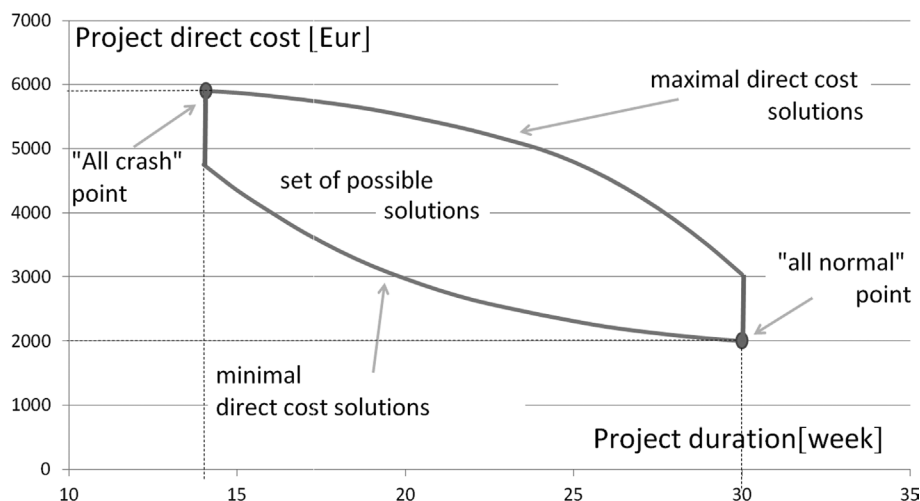 7000
Project direct cost [Eur]
6000
maximal direct cost
solutions
5000
"All crash"
point
set of possible
solutions
4000
3000
"all normal"
point
2000
minimal
direct cost solutions
1000
Project duration[week]
0
10 15 20 25 30 35